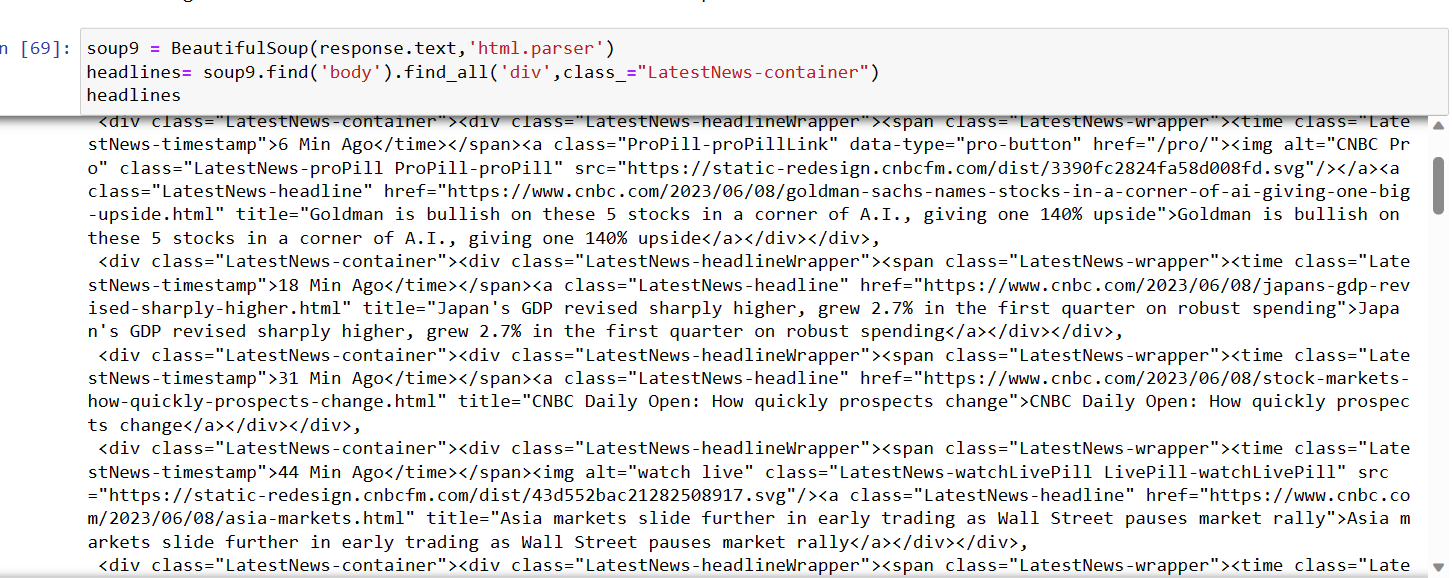 n [69]:
soup9 = BeautifulSoup(response.text,'html.parser')
headlines= soup9.find('body').find_all('div',class_="LatestNews-container")
headlines
<div class="LatestNews-container"><div class="LatestNews-headlineWrapper"><span class="LatestNews-wrapper"><time class="Late
stNews-timestamp">6 Min Ago</time></span><a class="ProPill-proPillLink" data-type="pro-button" href="/pro/"><img alt="CNBC Pr
o" class="LatestNews-proPill ProPill-proPill" src="https://static-redesign.cnbcfm.com/dist/3390fc2824fa58d008fd.svg"/></a><a
class="LatestNews-headline" href="https://www.cnbc.com/2023/06/08/goldman-sachs-names-stocks-in-a-corner-of-ai-giving-one-big
-upside.html" title="Goldman is bullish on these 5 stocks in a corner of A.I., giving one 140% upside">Goldman is bullish on
these 5 stocks in a corner of A.I., giving one 140% upside</a></div></div>,
<div class="LatestNews-container"><div class="LatestNews-headlineWrapper"><span class="LatestNews-wrapper"><time class="Late
stNews-timestamp">18 Min Ago</time></span><a class="LatestNews-headline" href="https://www.cnbc.com/2023/06/08/japans-gdp-rev
ised-sharply-higher.html" title="Japan's GDP revised sharply higher, grew 2.7% in the first quarter on robust spending">Japa
n's GDP revised sharply higher, grew 2.7% in the first quarter on robust spending</a></div></div>,
<div class="LatestNews-container"><div class="LatestNews-headlineWrapper"><span class="LatestNews-wrapper"><time class="Late
stNews-timestamp">31 Min Ago</time></span><a class="LatestNews-headline" href="https://www.cnbc.com/2023/06/08/stock-markets-
how-quickly-prospects-change.html" title="CNBC Daily Open: How quickly prospects change">CNBC Daily Open: How quickly prospec
ts change</a></div></div>,
<div class="LatestNews-container"><div class="LatestNews-headlineWrapper"><span class="LatestNews-wrapper"><time class="Late
stNews-timestamp">44 Min Ago</time></span><img alt="watch live" class="LatestNews-watchLivePill LivePill-watchLivePill" src
="https://static-redesign.cnbcfm.com/dist/43d552bac21282508917.svg"/><a class="LatestNews-headline" href="https://www.cnbc.co
m/2023/06/08/asia-markets.html" title="Asia markets slide further in early trading as Wall Street pauses market rally">Asia m
arkets slide further in early trading as Wall Street pauses market rally</a></div></div>,
<div class="LatestNews-container"><div class="LatestNews-headlineWrapper"><span class="LatestNews-wrapper"><time class="Late